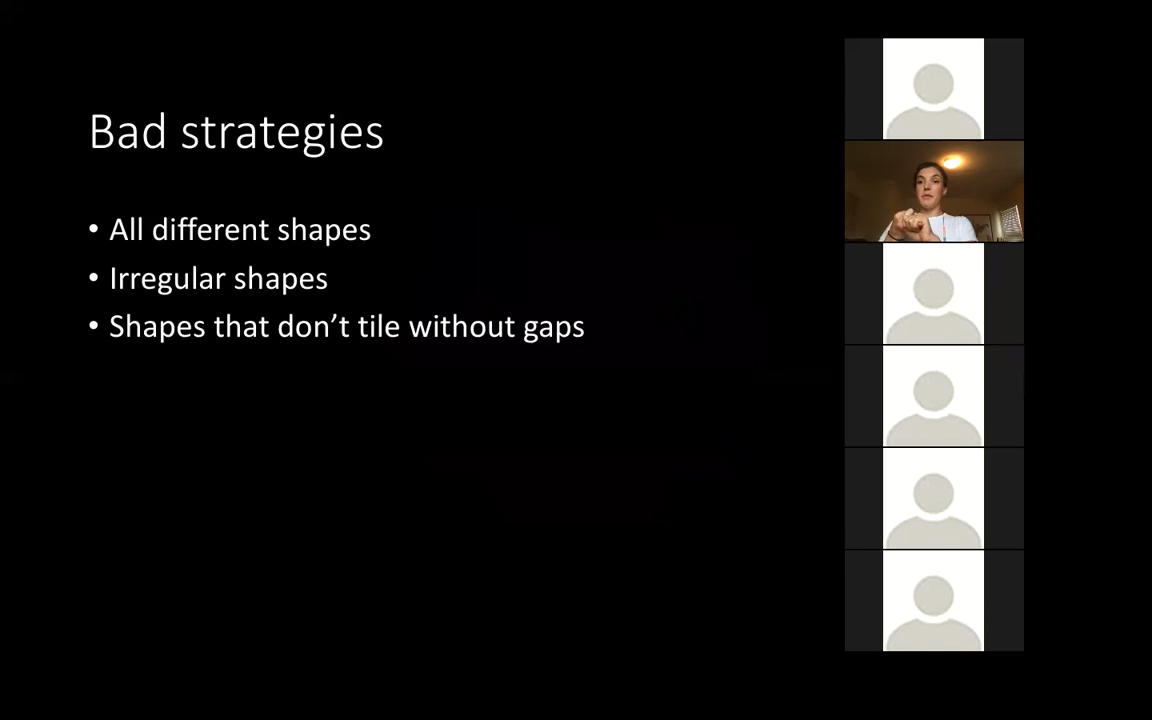 Bad strategies
• All different shapes
• Irregular shapes
• Shapes that don’t tile without gaps